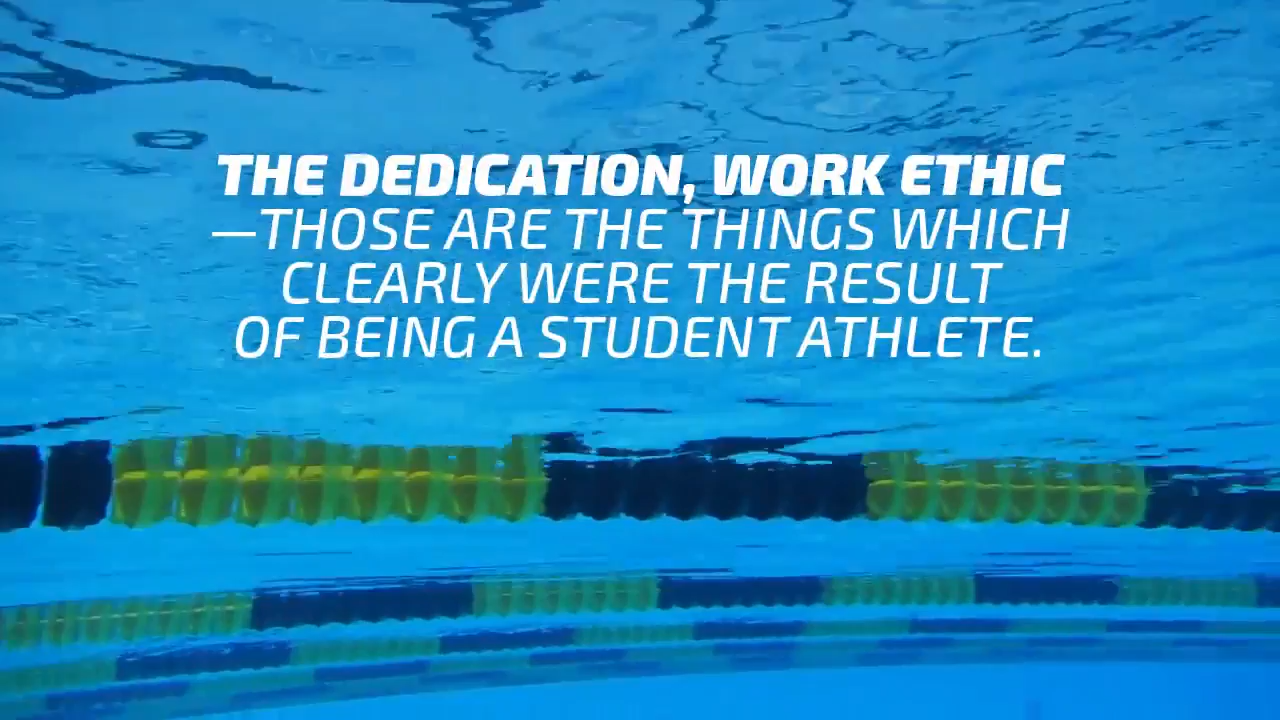 THE DEDICATION, WORK ETHIC
—THOSE ARE THE THINGS WHICH
CLEARLY WERE THE RESULT
OF BEING A STUDENT ATHLETE.